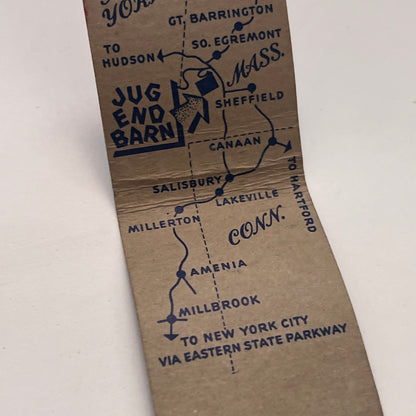 YORK
GT. BARRINGTON
TO
HUDSON
SO. EGREMONT
MASS.
JUG
END
BARN
SHEFFIELD
CANAAN
TO HARTFORD
SALISBURY
LAKEVILLE
MILLERTON
CONN.
AMENIA
MILLBROOK
TO NEW YORK CITY
VIA EASTERN STATE PARKWAY